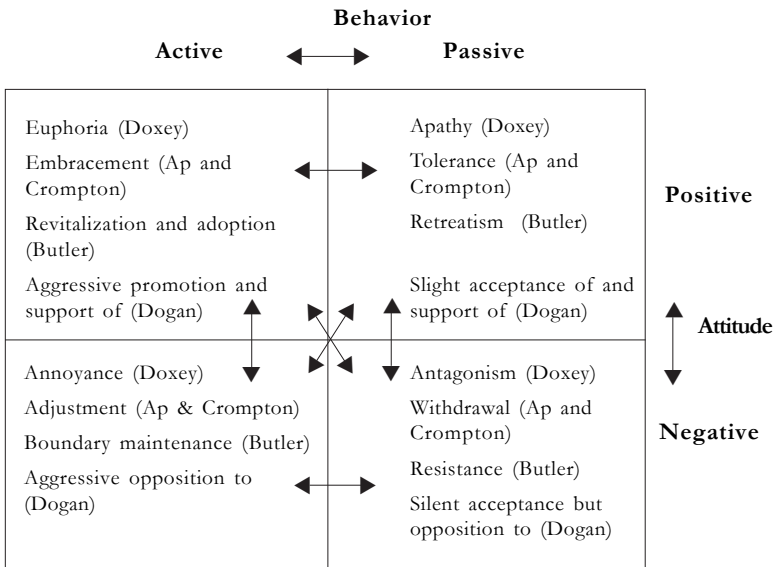 Behavior
Active
Passive
Euphoria (Doxey)
Embracement (Ap and
Crompton)
Revitalization and adoption
(Butler)
Aggressive promotion and
support of (Dogan)
Apathy (Doxey)
Tolerance (Ap and
Crompton)
Retreatism (Butler)
Slight acceptance of and
support of (Dogan)
Positive
Attitude
Annoyance (Doxey)
Adjustment (Ap & Crompton)
Boundary maintenance (Butler)
Aggressive opposition to
(Dogan)
Antagonism (Doxey)
Withdrawal (Ap and
Crompton)
Resistance (Butler)
Silent acceptance but
opposition to (Dogan)
Negative